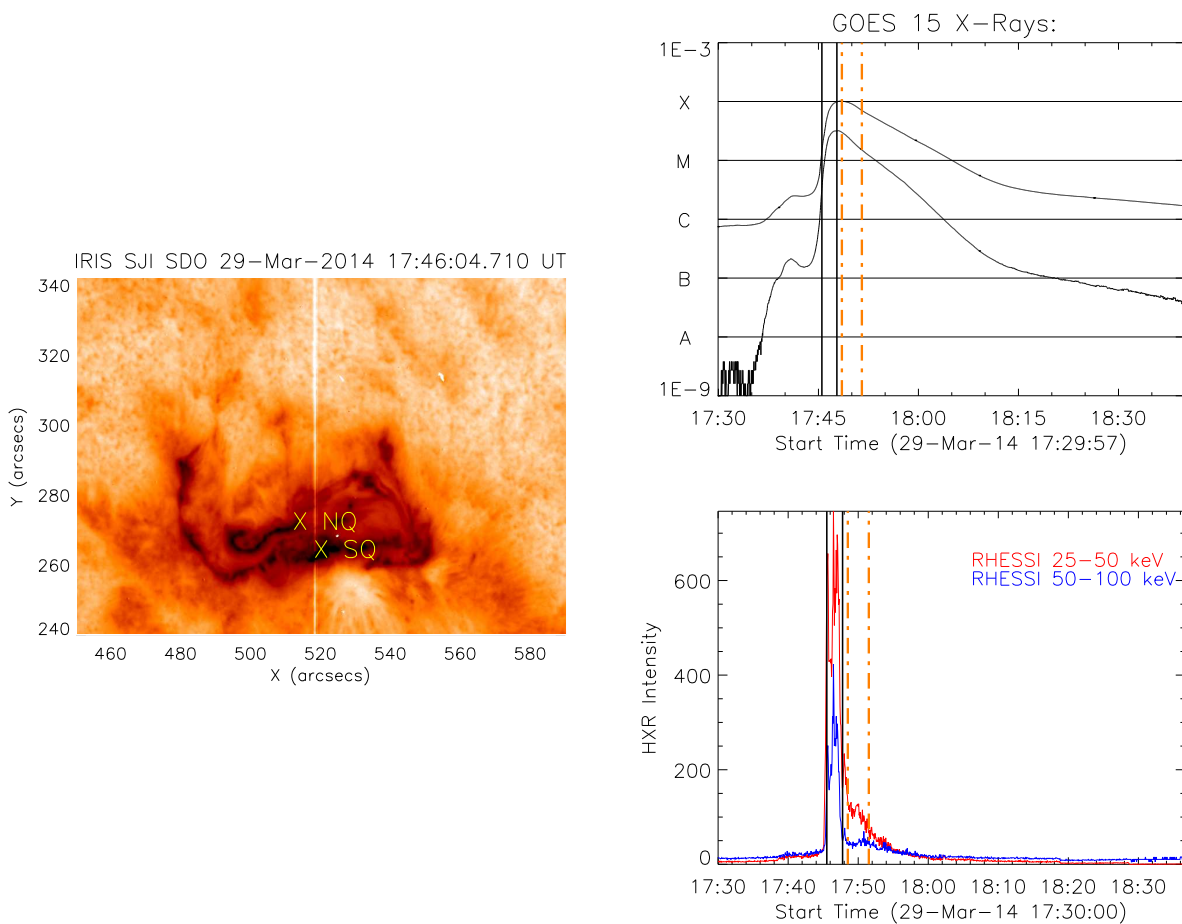 IRIS SJI SDO 29-Mar-2014 17:46:04.710 UT
340
320
300
280
260
240
Y (arcsecs)
X NQ
X SQ
460 480 500 520 540 560 580
X (arcsecs)
GOES 15 X-Rays:
1E-3
X
M
C
B
A
1E-9
17:30 17:45 18:00 18:15 18:30
Start Time (29-Mar-14 17:29:57)
600
400
200
0
HXR Intensity
RHESSI 25-50 keV
RHESSI 50-100 keV
17:30 17:40 17:50 18:00 18:10 18:20 18:30
Start Time (29-Mar-14 17:30:00)